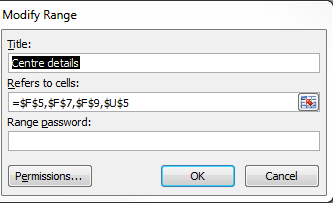 Modify Range
Title:
Centre details
Refers to cells:
=$F$5,$F$7,$F$9,$U$5
Range password:
Permissions...
OK
Cancel